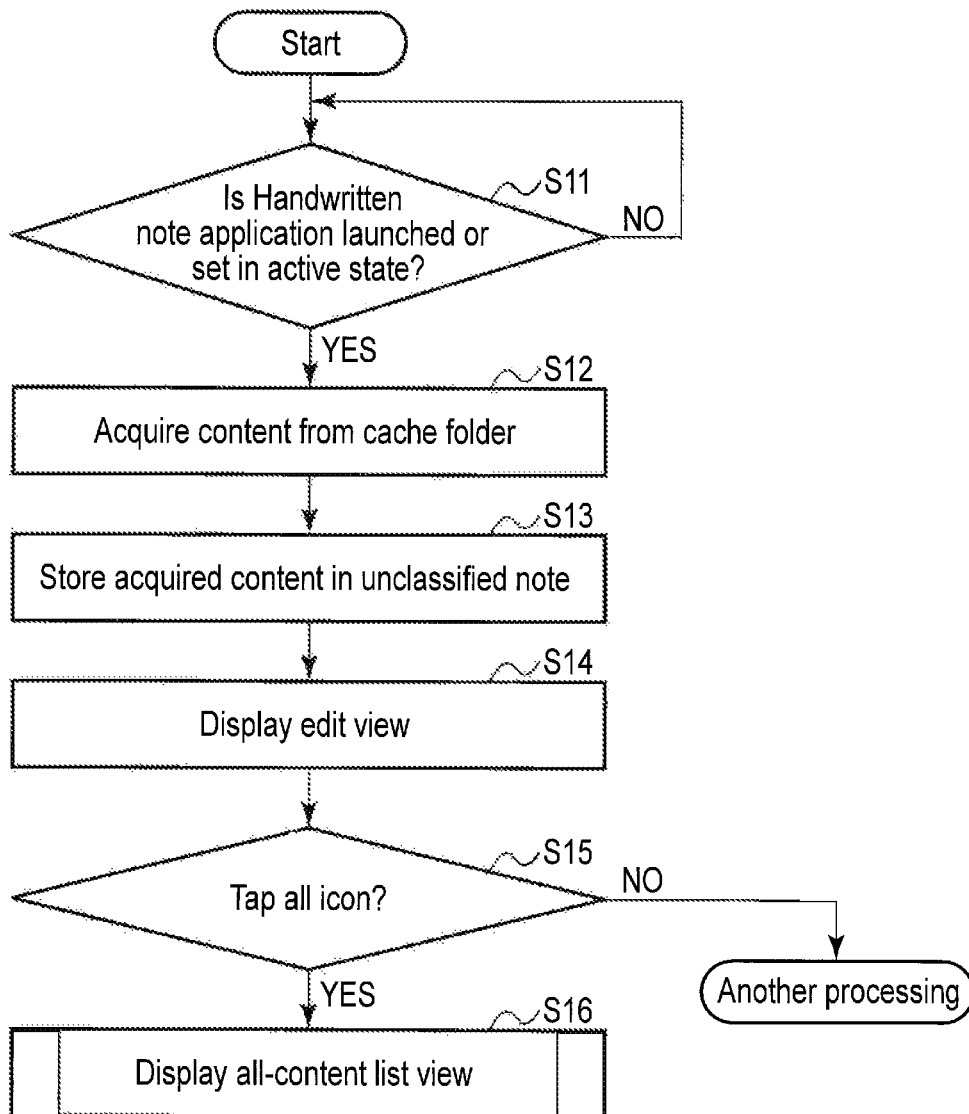 Start
S11
Is Handwritten
note application launched or
set in active state?
NO
YES
S12
Acquire content from cache folder
S13
Store acquired content in unclassified note
S14
Display edit view
S15
Tap all icon?
NO
YES
Another processing
S16
Display all-content list view